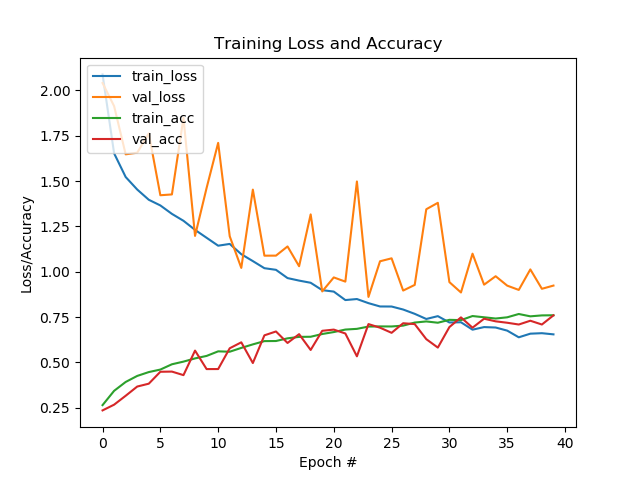 Training Loss and Accuracy
train_loss
val_loss
train_acc
val_acc
2.00
1.75
1.50
1.25
1.00
0.75
0.50
0.25
Loss/Accuracy
0 5 10 15 20 25 30 35 40
Epoch #